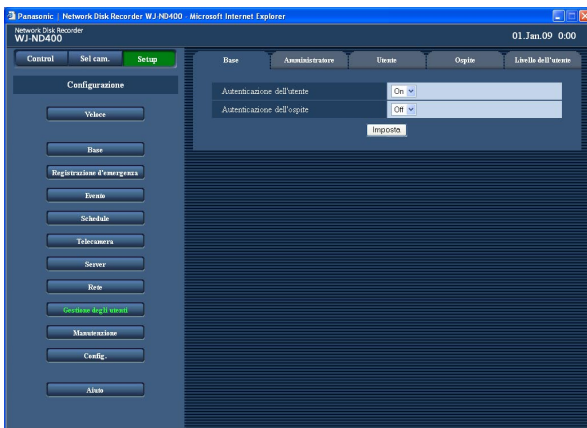 Panasonic | Network Disk Recorder WJ-ND400 - Microsoft Internet Explorer
Network Disk Recorder
WJ-ND400
01.Jan.09 0:00
Control
Sel cam.
Setup
Configurazione
Veloce
Base
Registrazione d'emergenza
Evento
Schedule
Telecamera
Server
Rete
Gestione degli utenti
Manutenzione
Config.
Aiuto
Base
Amministratore
Utente
Ospite
Livello dell'utente
Autenticazione dell'utente
On
Autenticazione dell'ospite
Off
Imposta